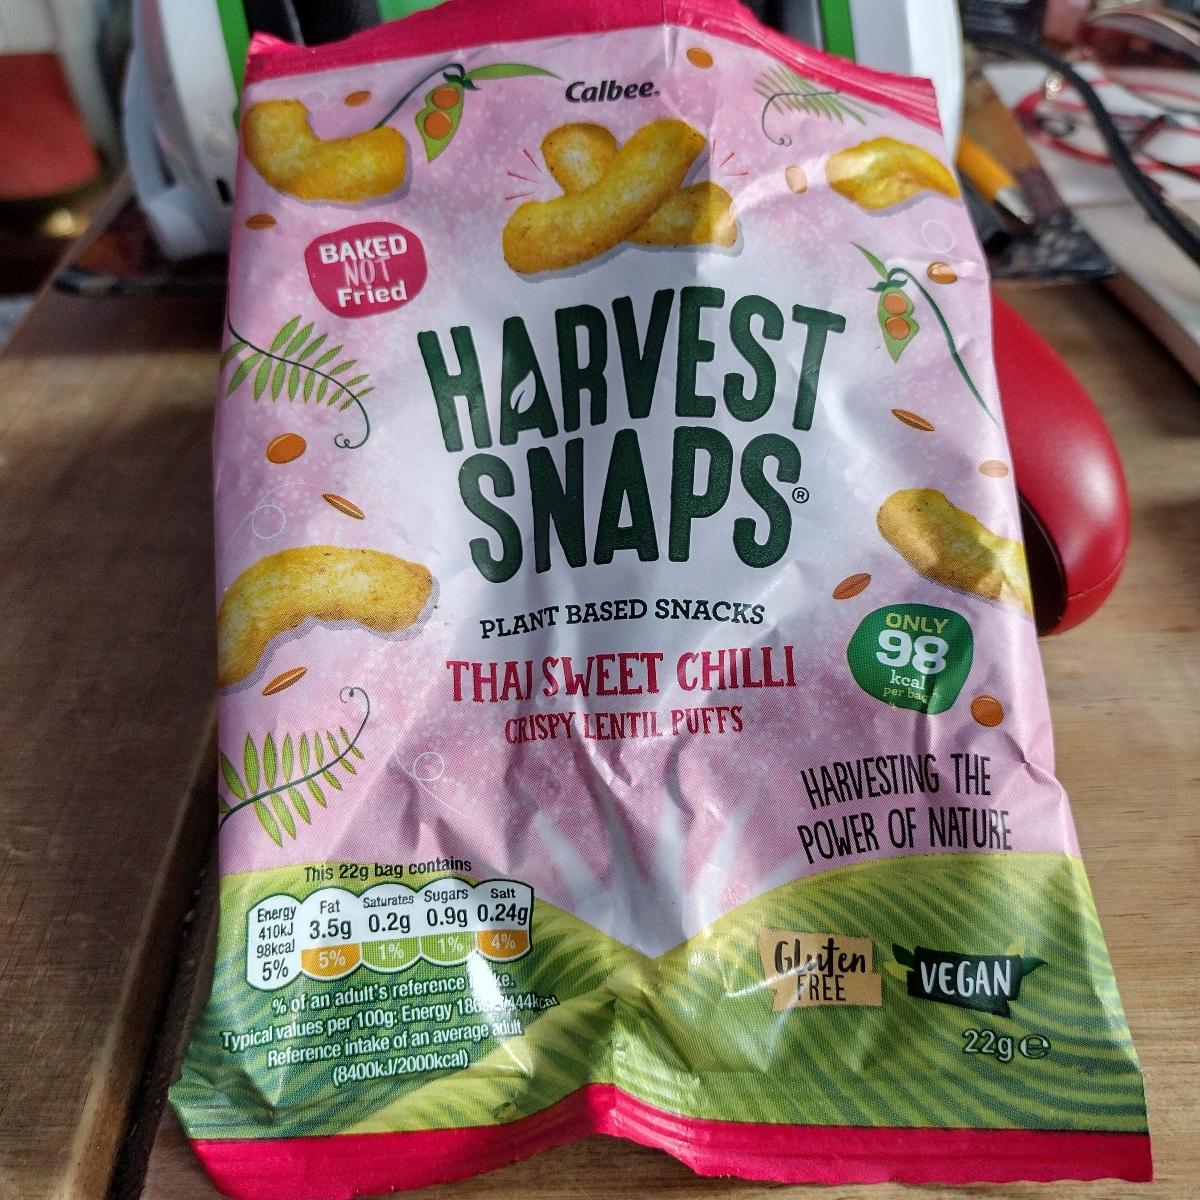 Calbee.
BAKED
NOT
Fried
HARVEST
SNAPS®
PLANT BASED SNACKS
THAI SWEET CHILLI
CRISPY LENTIL PUFFS
ONLY
98
kcal
per bag
HARVESTING THE
POWER OF NATURE
This 22g bag contains
Energy
410kJ
98kcal
5%
Fat
3.5g
5%
Saturates
0.2g
1%
Sugars
0.9g
1%
Salt
0.24g
4%
% of an adult's reference
Typical values per 100g: Energy
Reference intake of an average adult
(8400kJ/2000kcal)
Gluten
FREE
VEGAN
22g e